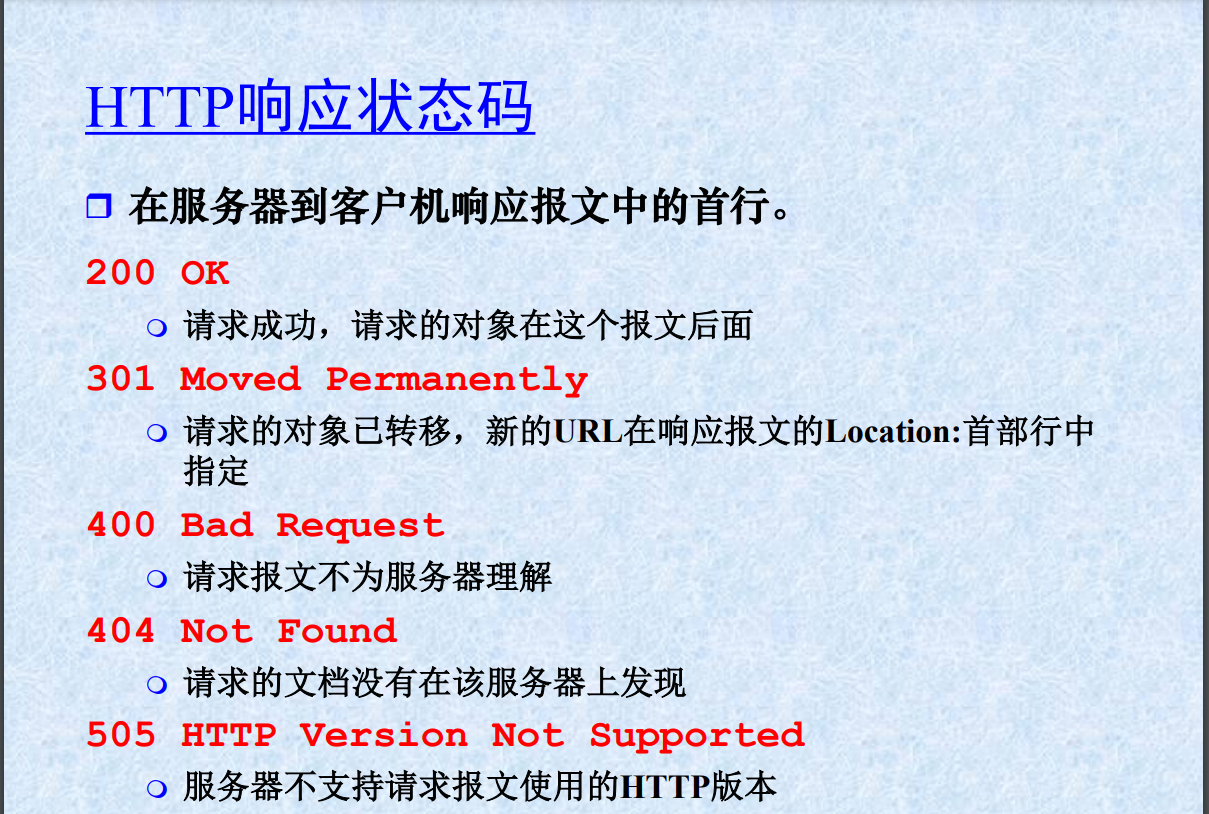 HTTP响应状态码
在服务器到客户机响应报文中的首行。
200 OK
请求成功，请求的对象在这个报文后面
301 Moved Permanently
请求的对象已转移，新的URL在响应报文的Location:首部行中
指定
400 Bad Request
请求报文不为服务器理解
404 Not Found
请求的文档没有在该服务器上发现
505 HTTP Version Not Supported
服务器不支持请求报文使用的HTTP版本